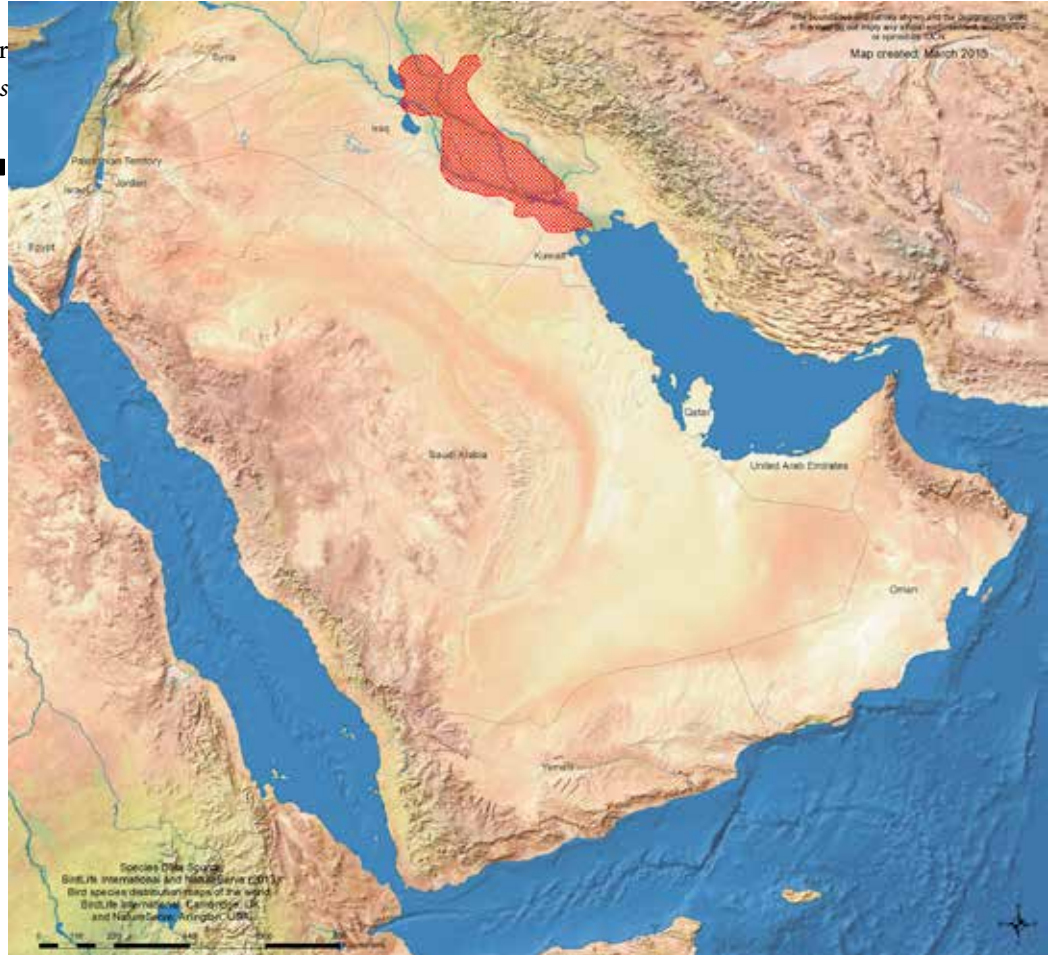 r
s
Map created: March 2015
Syria
Iraq
Palestinian Territory
Israel
Jordan
Egypt
Kuwait
Qatar
Saudi Arabia
United Arab Emirates
Oman
Yemen
Species Data Source:
BirdLife International and NatureServe (2013)
Bird species distribution maps of the world.
BirdLife International, Cambridge, UK
and NatureServe, Arlington, USA.
0